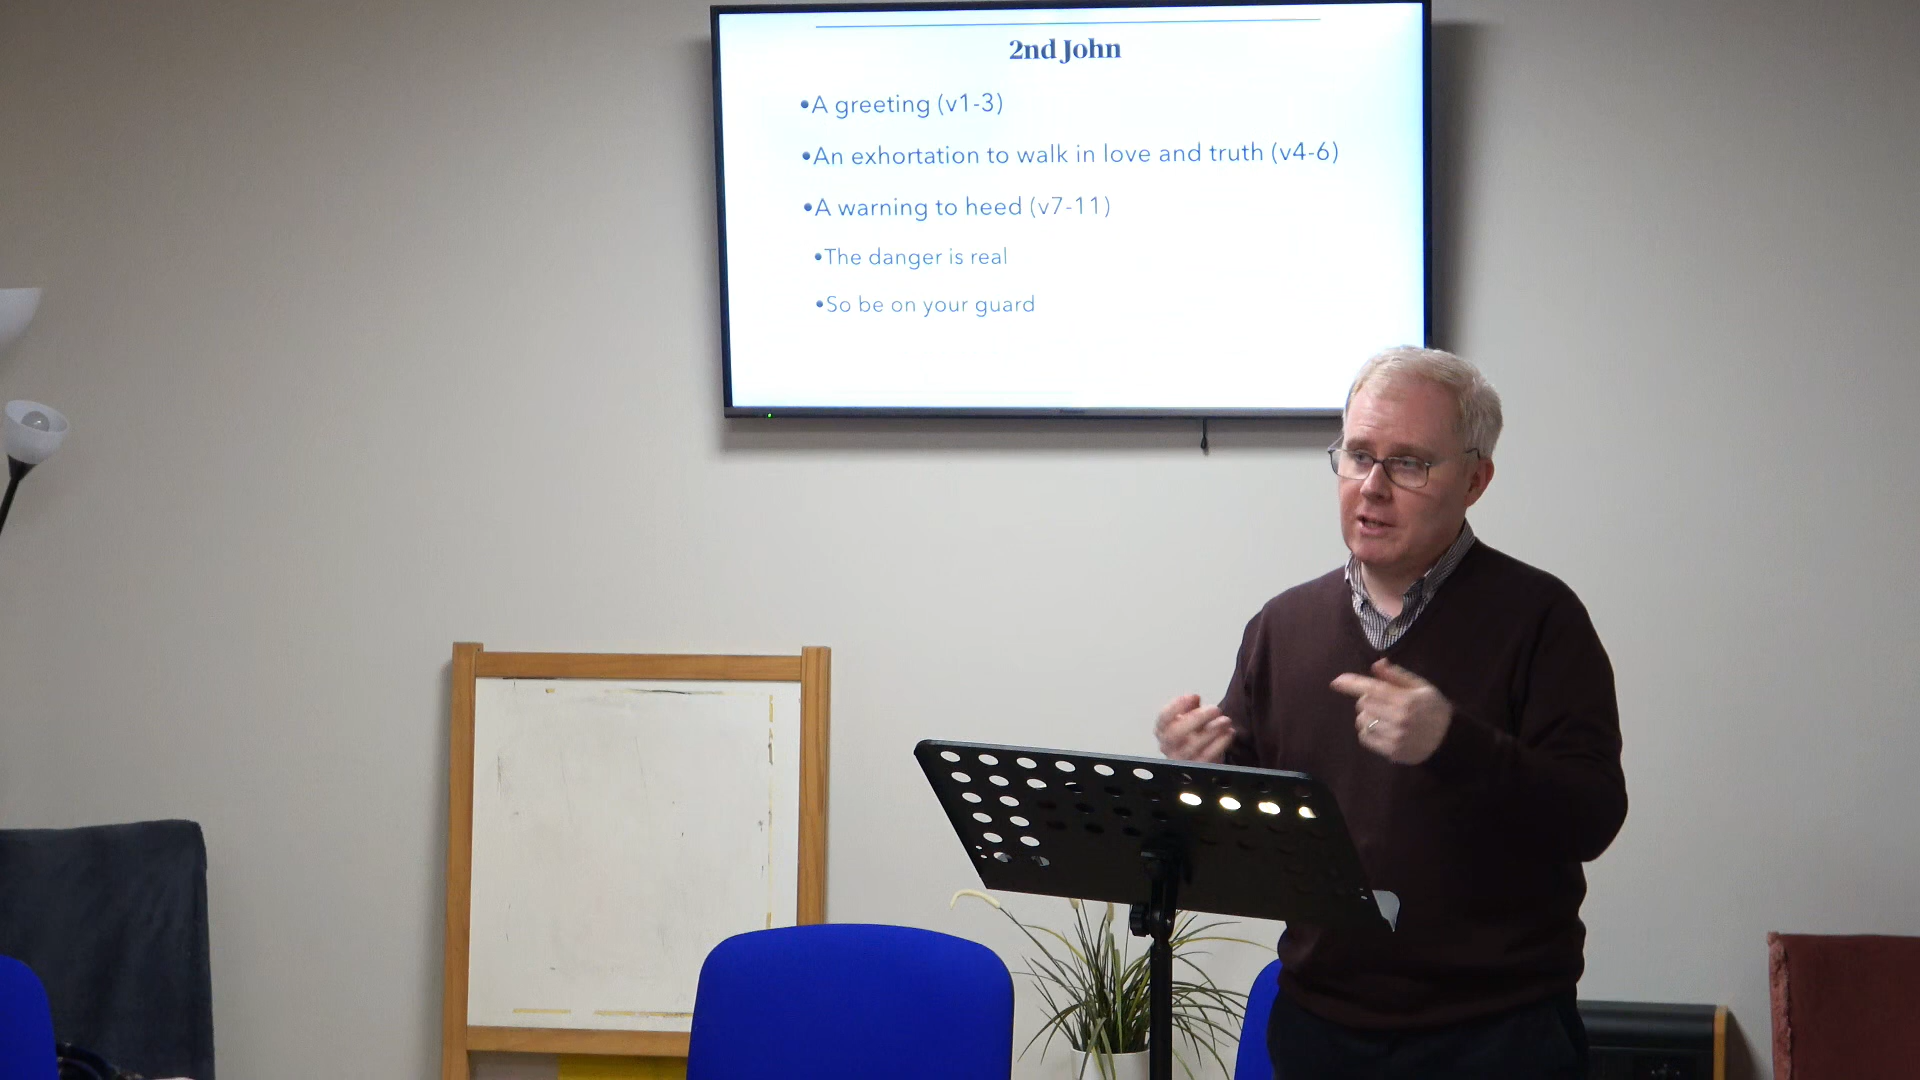 2nd John
•A greeting (v1-3)
•An exhortation to walk in love and truth (v4-6)
•A warning to heed (v7-11)
•The danger is real
•So be on your guard